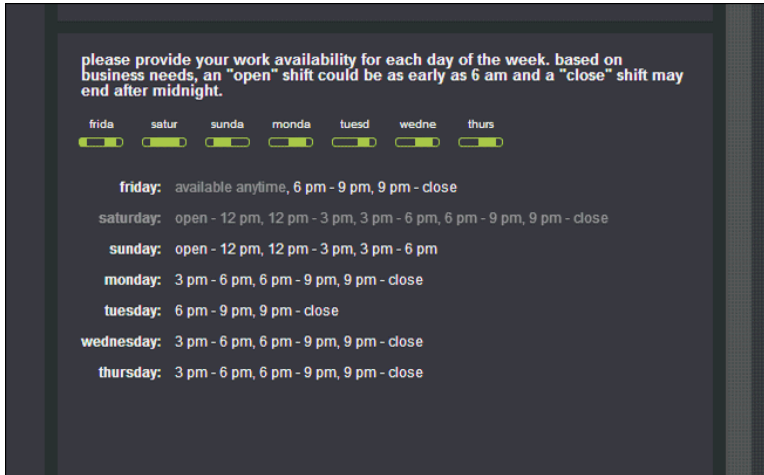 please provide your work availability for each day of the week. based on
business needs, an "open" shift could be as early as 6 am and a "close" shift may
end after midnight.
frida satur sunda monda tuesd wedne thurs
friday: available anytime, 6 pm - 9 pm, 9 pm - close
saturday: open - 12 pm, 12 pm - 3 pm, 3 pm - 6 pm, 6 pm - 9 pm, 9 pm - close
sunday: open - 12 pm, 12 pm - 3 pm, 3 pm - 6 pm
monday: 3 pm - 6 pm, 6 pm - 9 pm, 9 pm - close
tuesday: 6 pm - 9 pm, 9 pm - close
wednesday: 3 pm - 6 pm, 6 pm - 9 pm, 9 pm - close
thursday: 3 pm - 6 pm, 6 pm - 9 pm, 9 pm - close